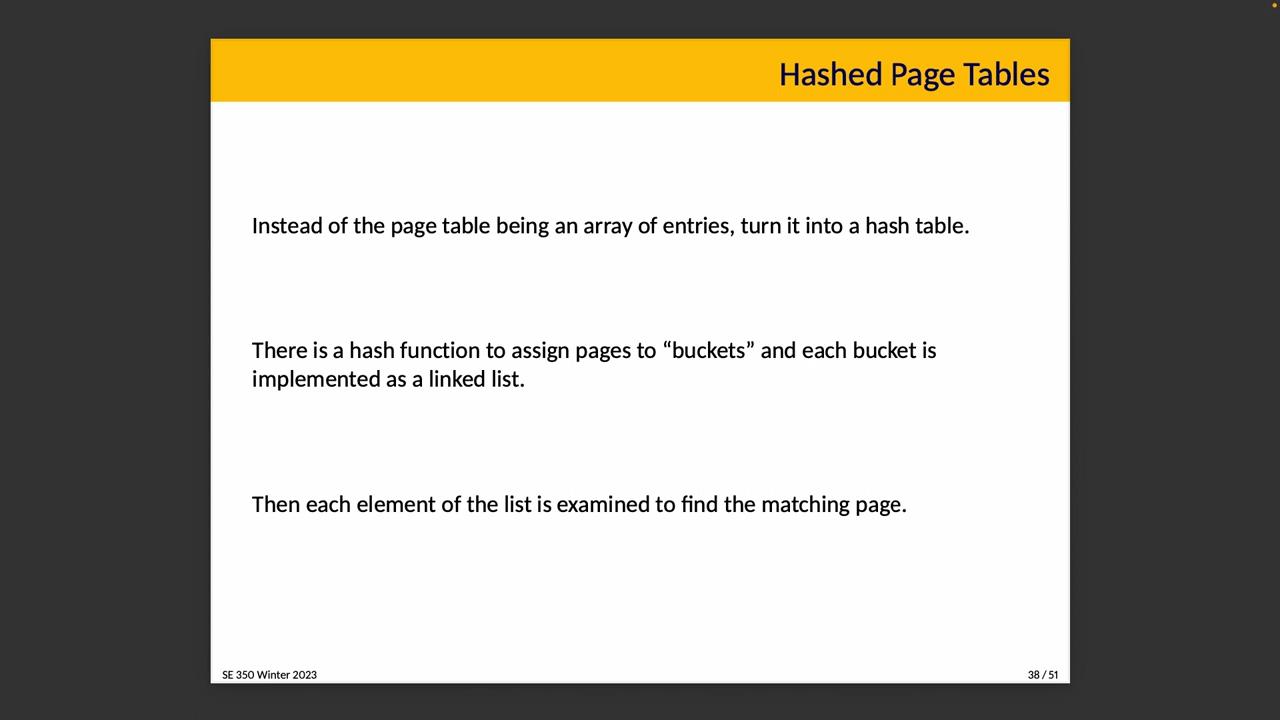 Hashed Page Tables
Instead of the page table being an array of entries, turn it into a hash table.
There is a hash function to assign pages to “buckets” and each bucket is
implemented as a linked list.
Then each element of the list is examined to find the matching page.
SE 350 Winter 2023
38 / 51